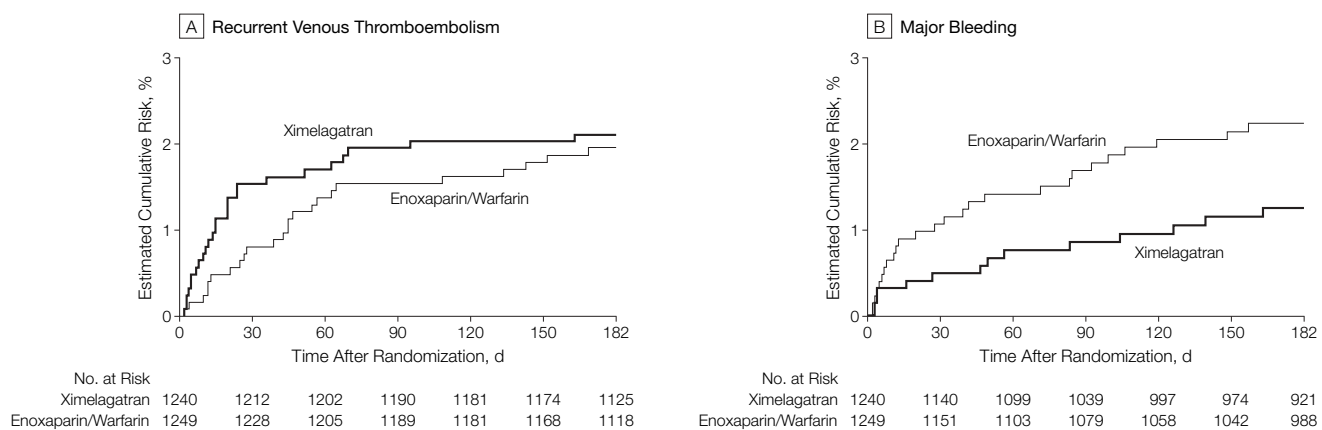 A Recurrent Venous Thromboembolism
3
2
1
0
Estimated Cumulative Risk, %
Ximelagatran
Enoxaparin/Warfarin
0 30 60 90 120 150 182
Time After Randomization, d
No. at Risk
Ximelagatran 1240 1212 1202 1190 1181 1174 1125
Enoxaparin/Warfarin 1249 1228 1205 1189 1181 1168 1118
B Major Bleeding
3
2
1
0
Estimated Cumulative Risk, %
Enoxaparin/Warfarin
Ximelagatran
0 30 60 90 120 150 182
Time After Randomization, d
No. at Risk
Ximelagatran 1240 1140 1099 1039 997 974 921
Enoxaparin/Warfarin 1249 1151 1103 1079 1058 1042 988